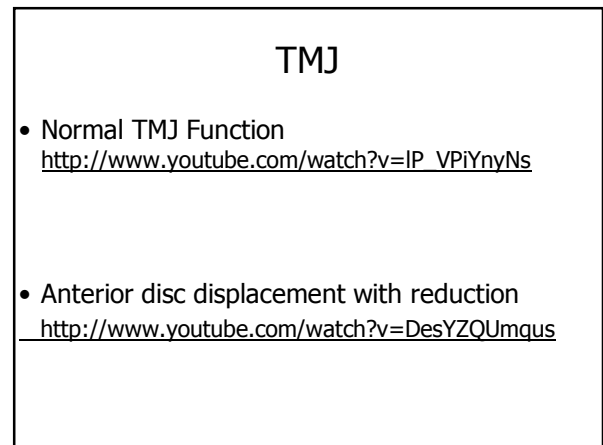 TMJ
• Normal TMJ Function
http://www.youtube.com/watch?v=lP_VPiYnyNs
• Anterior disc displacement with reduction
http://www.youtube.com/watch?v=DesYZQUmqus